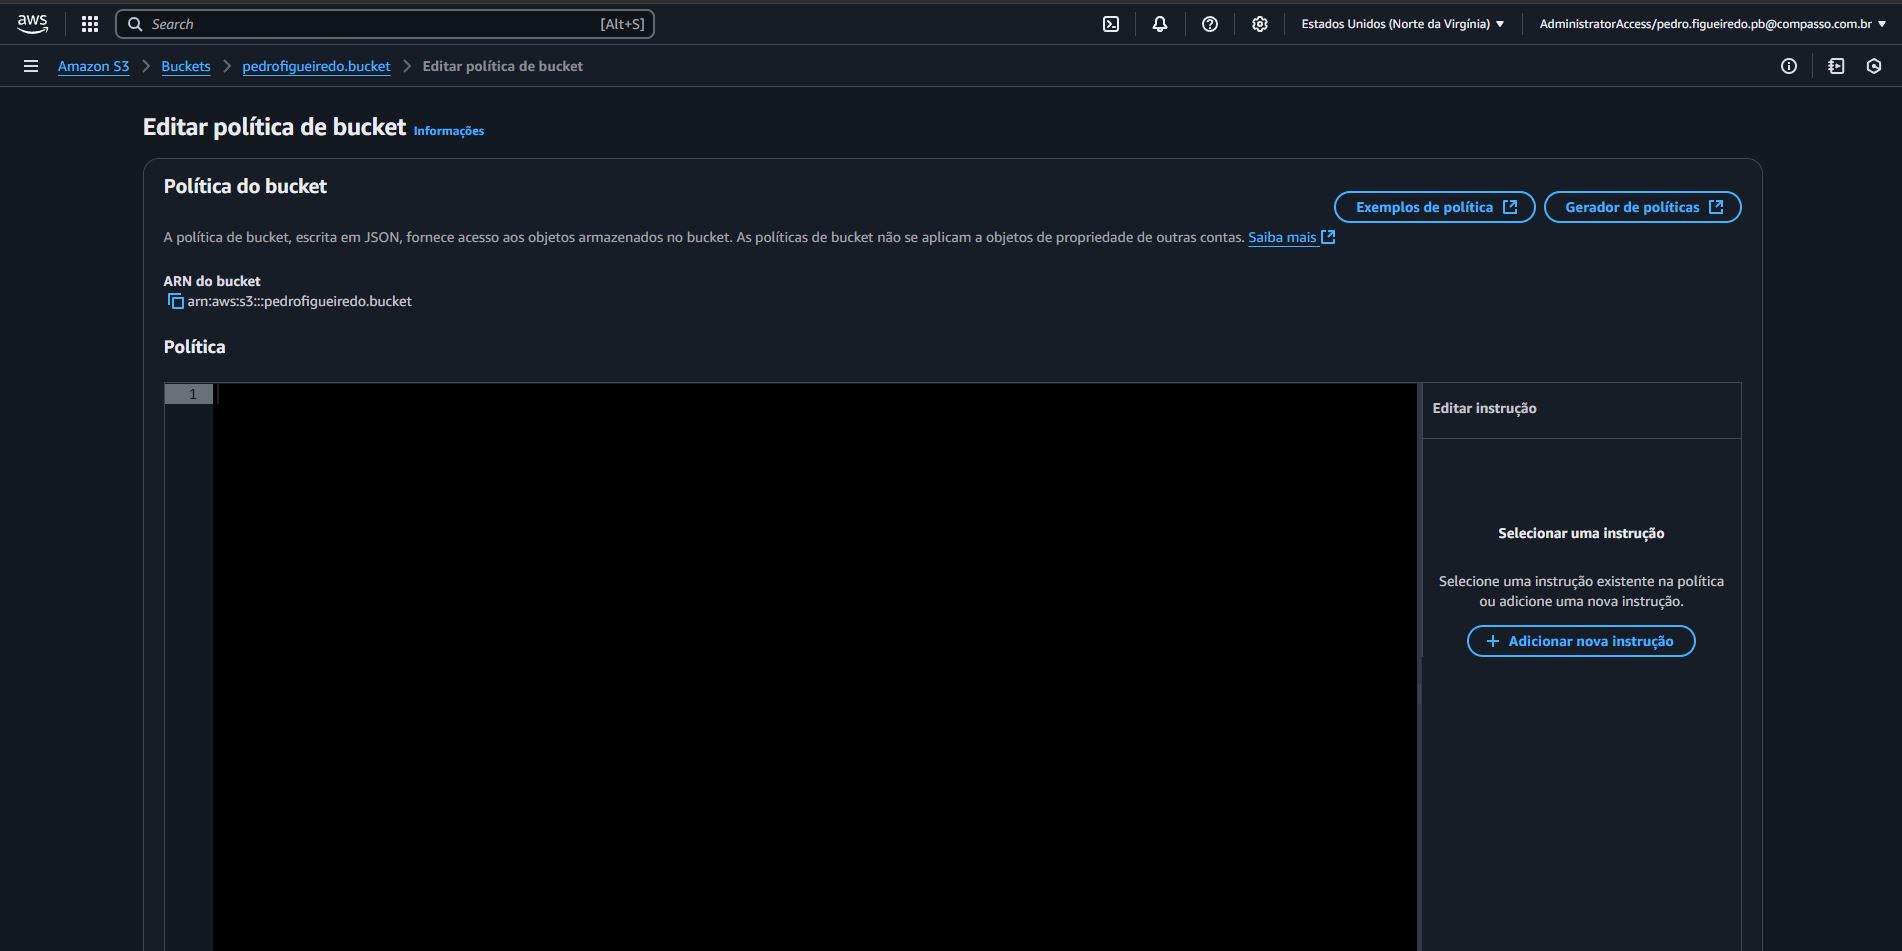 aws Search [Alt+S] Estados Unidos (Norte da Virgínia) AdministratorAccess/pedro.figueiredo.pb@compasso.com.br
Amazon S3 Buckets pedrofigueiredo.bucket Editar política de bucket
Editar política de bucket Informações
Política do bucket
Exemplos de política Gerador de políticas
A política de bucket, escrita em JSON, fornece acesso aos objetos armazenados no bucket. As políticas de bucket não se aplicam a objetos de propriedade de outras contas. Saiba mais
ARN do bucket
arn:aws:s3:::pedrofigueiredo.bucket
Política
1
Editar instrução
Selecionar uma instrução
Selecione uma instrução existente na política
ou adicione uma nova instrução.
+ Adicionar nova instrução